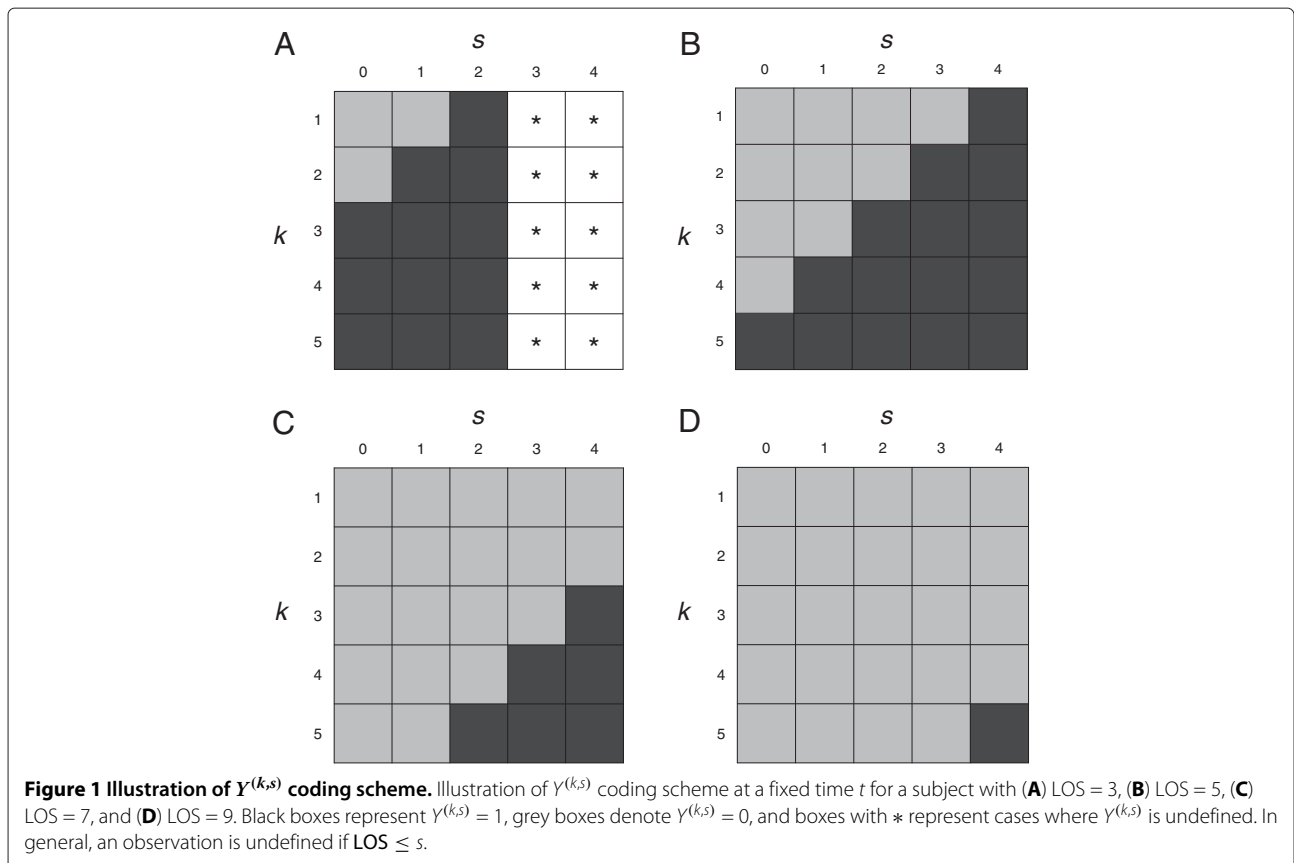 A
S
0 1 2 3 4
1 * *
2 * *
k 3 * *
4 * *
5 * *
B
S
0 1 2 3 4
1
2
k 3
4
5
C
S
0 1 2 3 4
1
2
k 3
4
5
D
S
0 1 2 3 4
1
2
k 3
4
5
Figure 1 Illustration of Y^(k,s) coding scheme. Illustration of Y^(k,s) coding scheme at a fixed time t for a subject with (A) LOS = 3, (B) LOS = 5, (C)
LOS = 7, and (D) LOS = 9. Black boxes represent Y^(k,s) = 1, grey boxes denote Y^(k,s) = 0, and boxes with * represent cases where Y^(k,s) is undefined. In
general, an observation is undefined if LOS ≤ s.